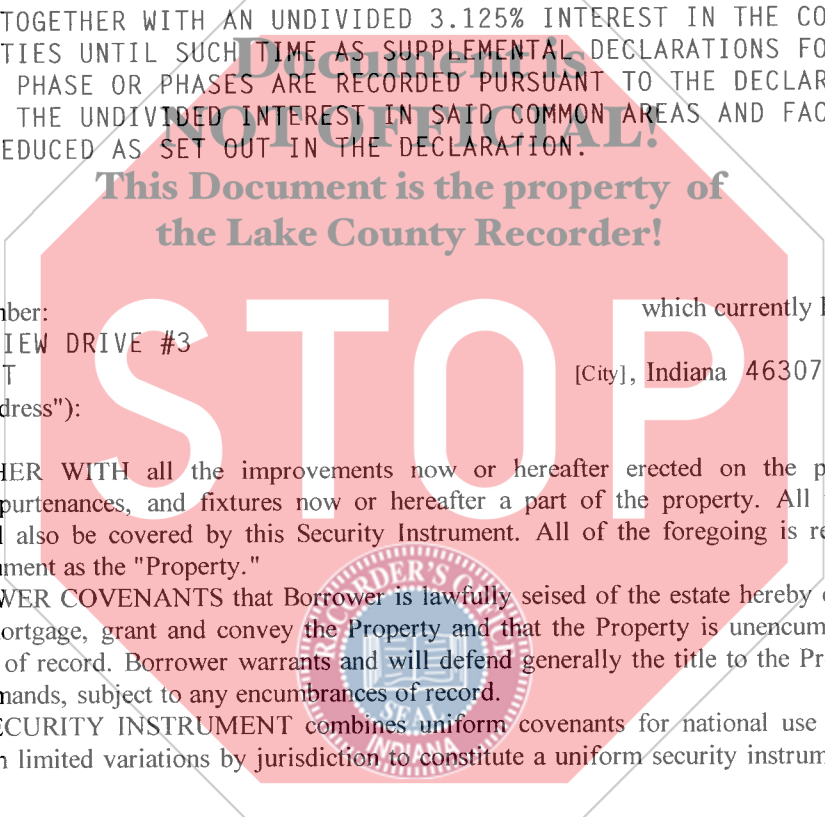 TOGETHER WITH AN UNDIVIDED 3.125% INTEREST IN THE CO
TIES UNTIL SUCH TIME AS SUPPLEMENTAL DECLARATIONS FO
PHASE OR PHASES ARE RECORDED PURSUANT TO THE DECLAR
THE UNDIVIDED INTEREST IN SAID COMMON AREAS AND FAC
EDUCED AS SET OUT IN THE DECLARATION.
Document is
NOT OFFICIAL!
This Document is the property of
the Lake County Recorder!
STOP
mber: which currently h
IEW DRIVE #3
T [City], Indiana 46307
dress"):
HER WITH all the improvements now or hereafter erected on the p
purtenances, and fixtures now or hereafter a part of the property. All
l also be covered by this Security Instrument. All of the foregoing is re
ument as the "Property."
WER COVENANTS that Borrower is lawfully seised of the estate hereby
ortgage, grant and convey the Property and that the Property is unencum
of record. Borrower warrants and will defend generally the title to the Pr
mands, subject to any encumbrances of record.
ECURITY INSTRUMENT combines uniform covenants for national use
n limited variations by jurisdiction to constitute a uniform security instrum
RECORDER'S OFFICE
SEAL
INDIANA